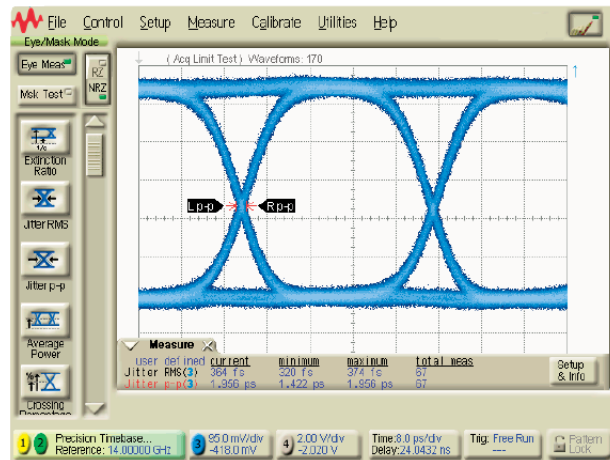 File Control Setup Measure Calibrate Utilities Help
Eye/Mask Mode
( Acq Limit Test ) Waveforms: 170
Eye Meas
RZ
Msk Test
NRZ
Extinction
Ratio
Lp-p
Rp-p
Jitter RMS
Jitter p-p
Average
Power
Crossing
Percentage
Measure
user defined current minimum maximum total meas
Jitter RMS(3) 364 fs 320 fs 374 fs 67
Jitter p-p(3) 1.956 ps 1.422 ps 1.956 ps 67
Setup
& Info
1 2 Precision Timebase... 3 95.0 mV/div 4 2.00 V/div Time:8.0 ps/div Trig: Free Run Pattern
Reference: 14.00000 GHz -418.0 mV -2.020 V Delay:24.0432 ns --- Lock